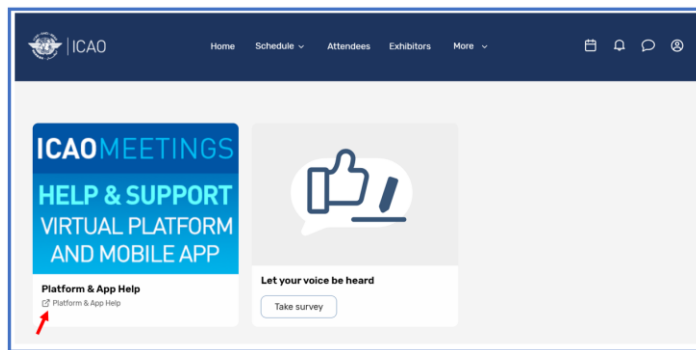 ICAO
Home Schedule Attendees Exhibitors More
ICAOMEETINGS
HELP & SUPPORT
VIRTUAL PLATFORM
AND MOBILE APP
Platform & App Help
Platform & App Help
Let your voice be heard
Take survey